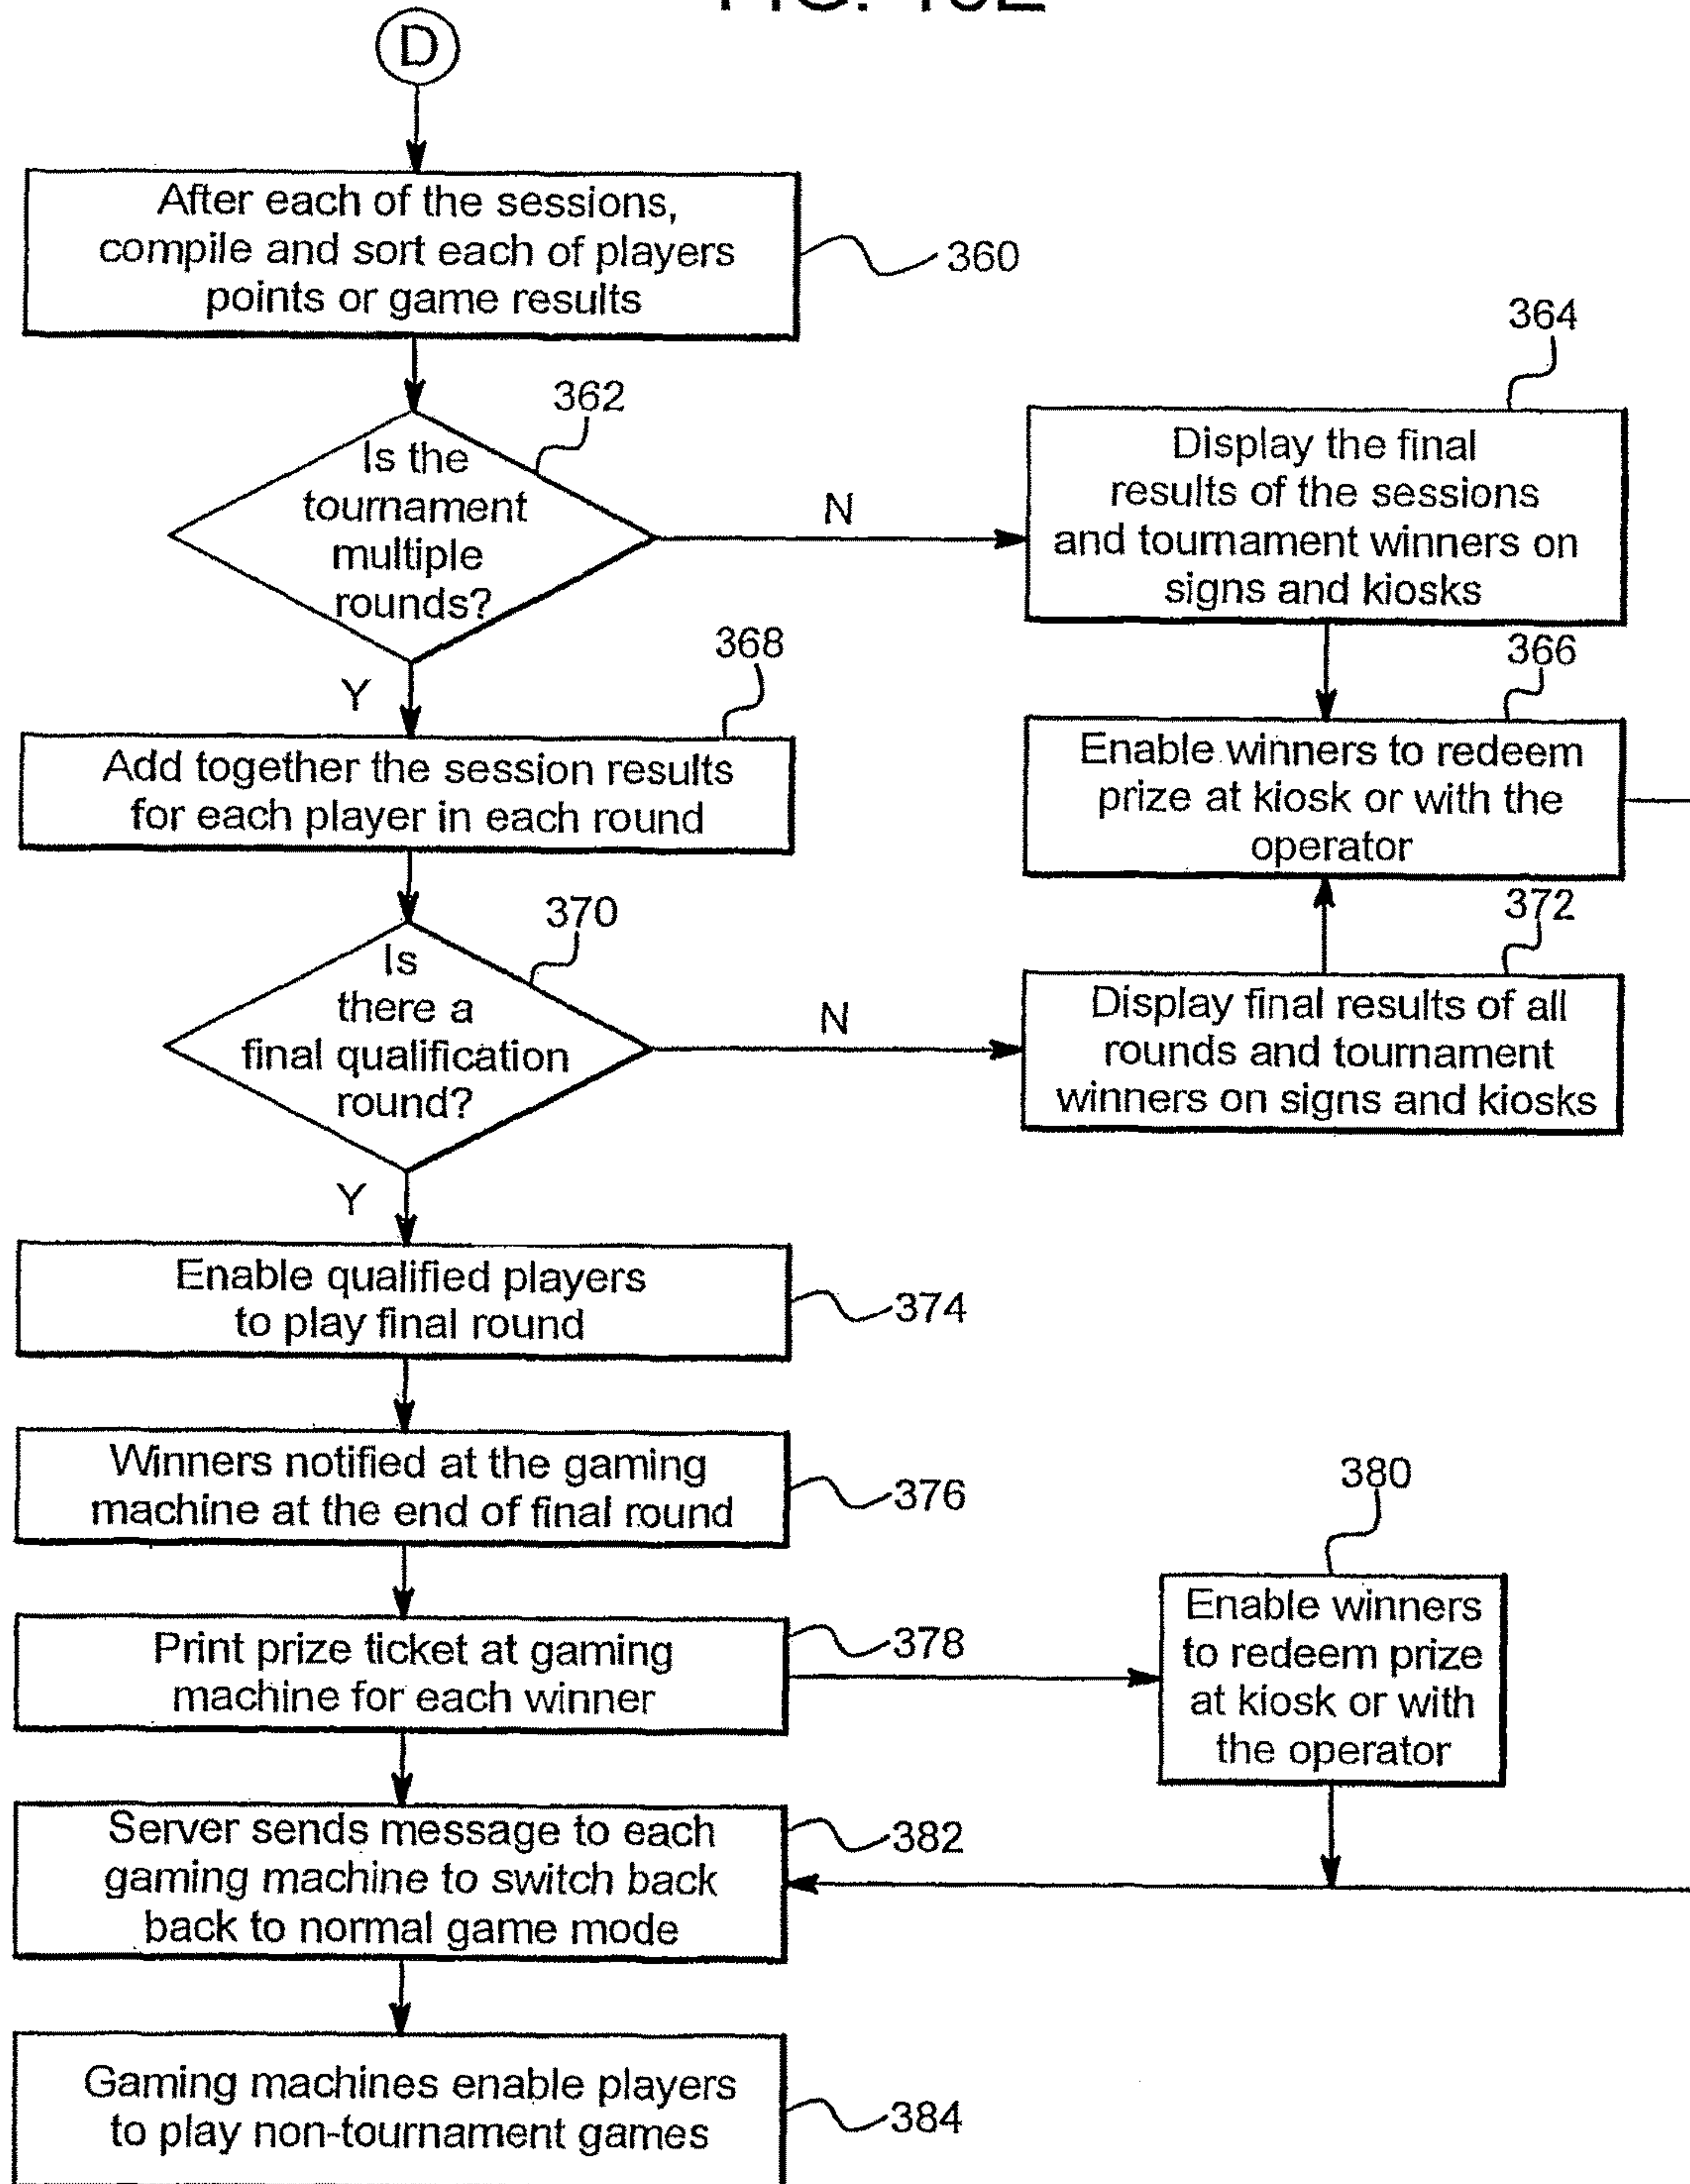 D
After each of the sessions,
compile and sort each of players
points or game results
360
362
Is the
tournament
multiple
rounds?
N
364
Display the final
results of the sessions
and tournament winners on
signs and kiosks
366
Enable winners to redeem
prize at kiosk or with the
operator
Y
368
Add together the session results
for each player in each round
370
Is
there a
final qualification
round?
N
372
Display final results of all
rounds and tournament
winners on signs and kiosks
Y
Enable qualified players
to play final round
374
Winners notified at the gaming
machine at the end of final round
376
Print prize ticket at gaming
machine for each winner
378
380
Enable winners
to redeem prize
at kiosk or with
the operator
Server sends message to each
gaming machine to switch back
back to normal game mode
382
Gaming machines enable players
to play non-tournament games
384